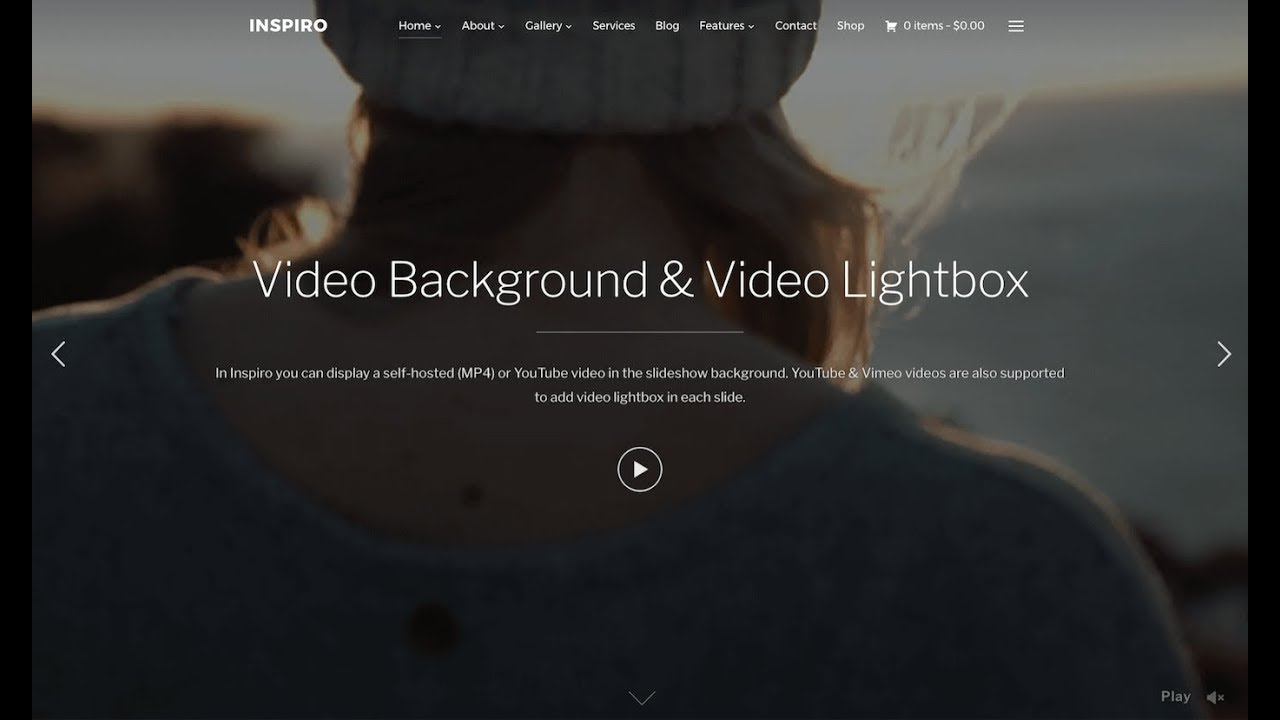 INSPIRO Home About Gallery Services Blog Features Contact Shop 0 items – $0.00
Video Background & Video Lightbox
In Inspiro you can display a self-hosted (MP4) or YouTube video in the slideshow background. YouTube & Vimeo videos are also supported
to add video lightbox in each slide.
Play